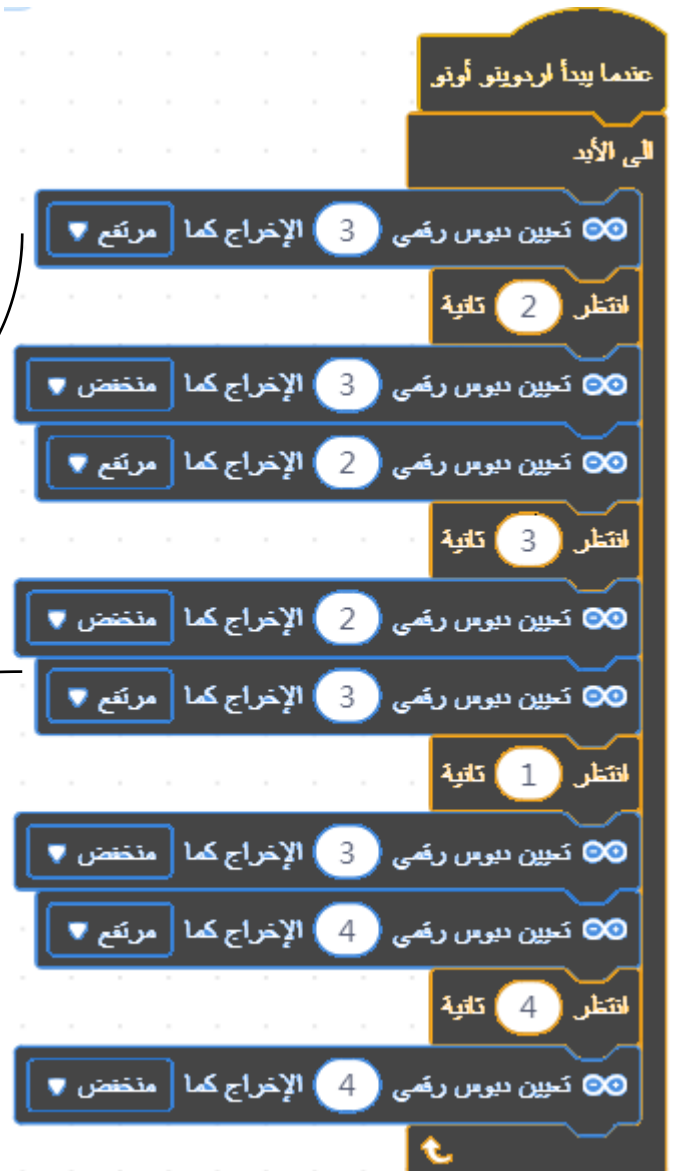 عندما يبدأ اردوينو أونو
الى الأبد
تعيين دبوس رقمي 3 الإخراج كما مرتفع
انتظر 2 ثانية
تعيين دبوس رقمي 3 الإخراج كما منخفض
تعيين دبوس رقمي 2 الإخراج كما مرتفع
انتظر 3 ثانية
تعيين دبوس رقمي 2 الإخراج كما منخفض
تعيين دبوس رقمي 3 الإخراج كما مرتفع
انتظر 1 ثانية
تعيين دبوس رقمي 3 الإخراج كما منخفض
تعيين دبوس رقمي 4 الإخراج كما مرتفع
انتظر 4 ثانية
تعيين دبوس رقمي 4 الإخراج كما منخفض